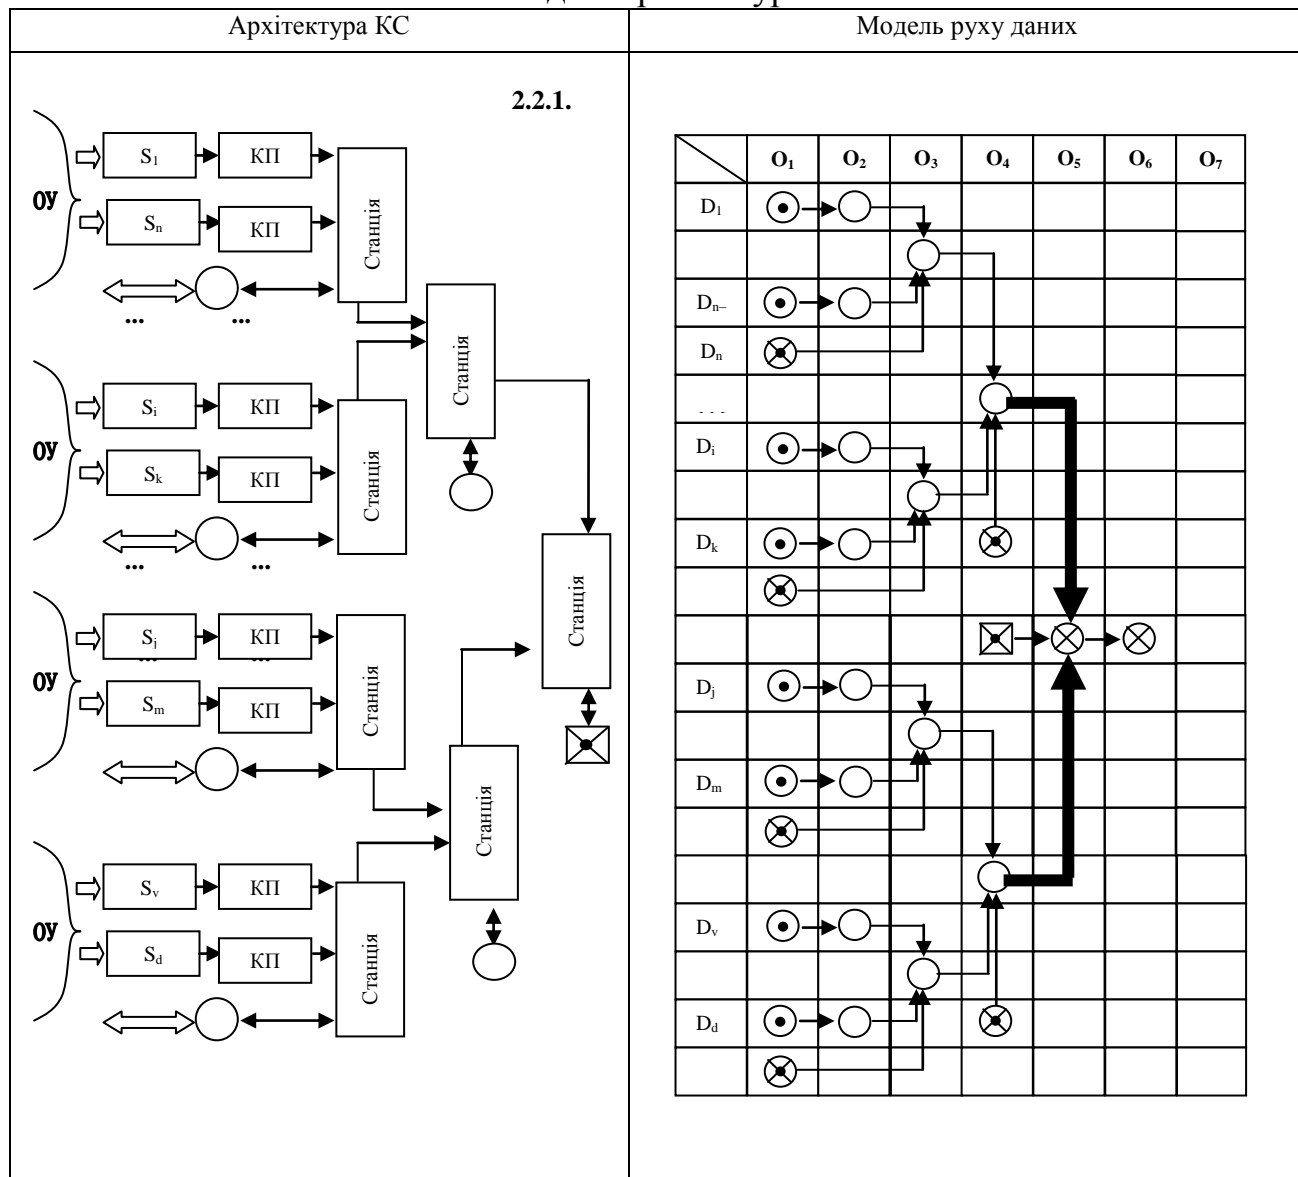 Архітектура КС
Модель руху даних
2.2.1.
ОУ
S1 КП
Sn КП
Станція
... ...
Станція
ОУ
Si КП
Sk КП
Станція
... ...
Станція
ОУ
Sj КП
... ...
Sm КП
Станція
Станція
ОУ
Sv КП
Sd КП
Станція
O1 O2 O3 O4 O5 O6 O7
D1
Dn–
Dn
...
Di
Dk
Dj
Dm
Dv
Dd